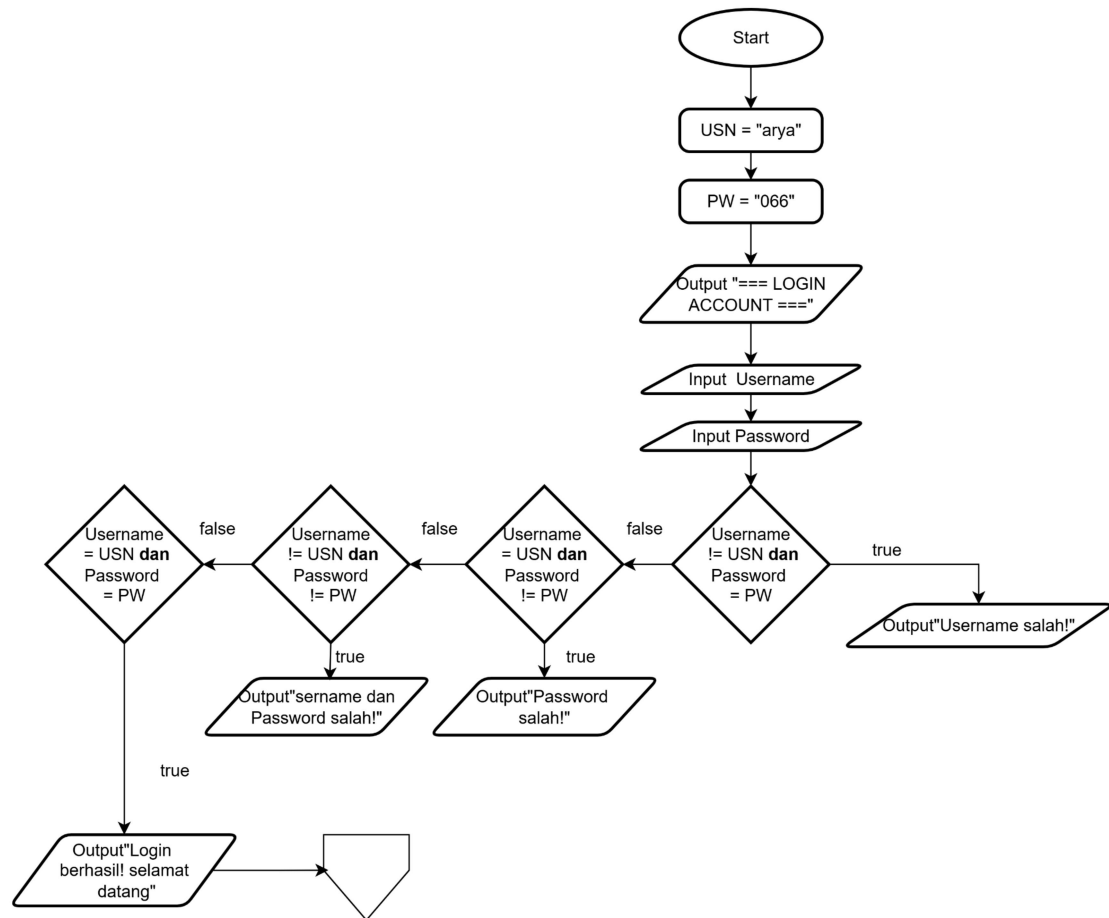 Start
USN = "arya"
PW = "066"
Output "=== LOGIN
ACCOUNT ==="
Input  Username
Input Password
Username
!= USN dan
Password
= PW
true
Output"Username salah!"
false
Username
= USN dan
Password
!= PW
true
Output"Password
salah!"
false
Username
!= USN dan
Password
!= PW
true
Output"sername dan
Password salah!"
false
Username
= USN dan
Password
= PW
true
Output"Login
berhasil! selamat
datang"